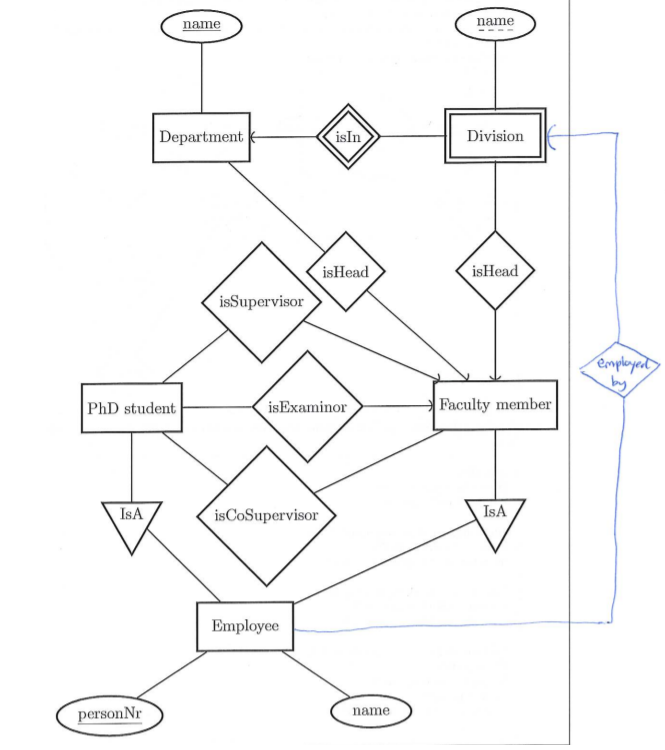 name
name
Department
isIn
Division
isHead
isHead
isSupervisor
employed
by
PhD student
isExaminor
Faculty member
isCoSupervisor
IsA
IsA
Employee
personNr
name